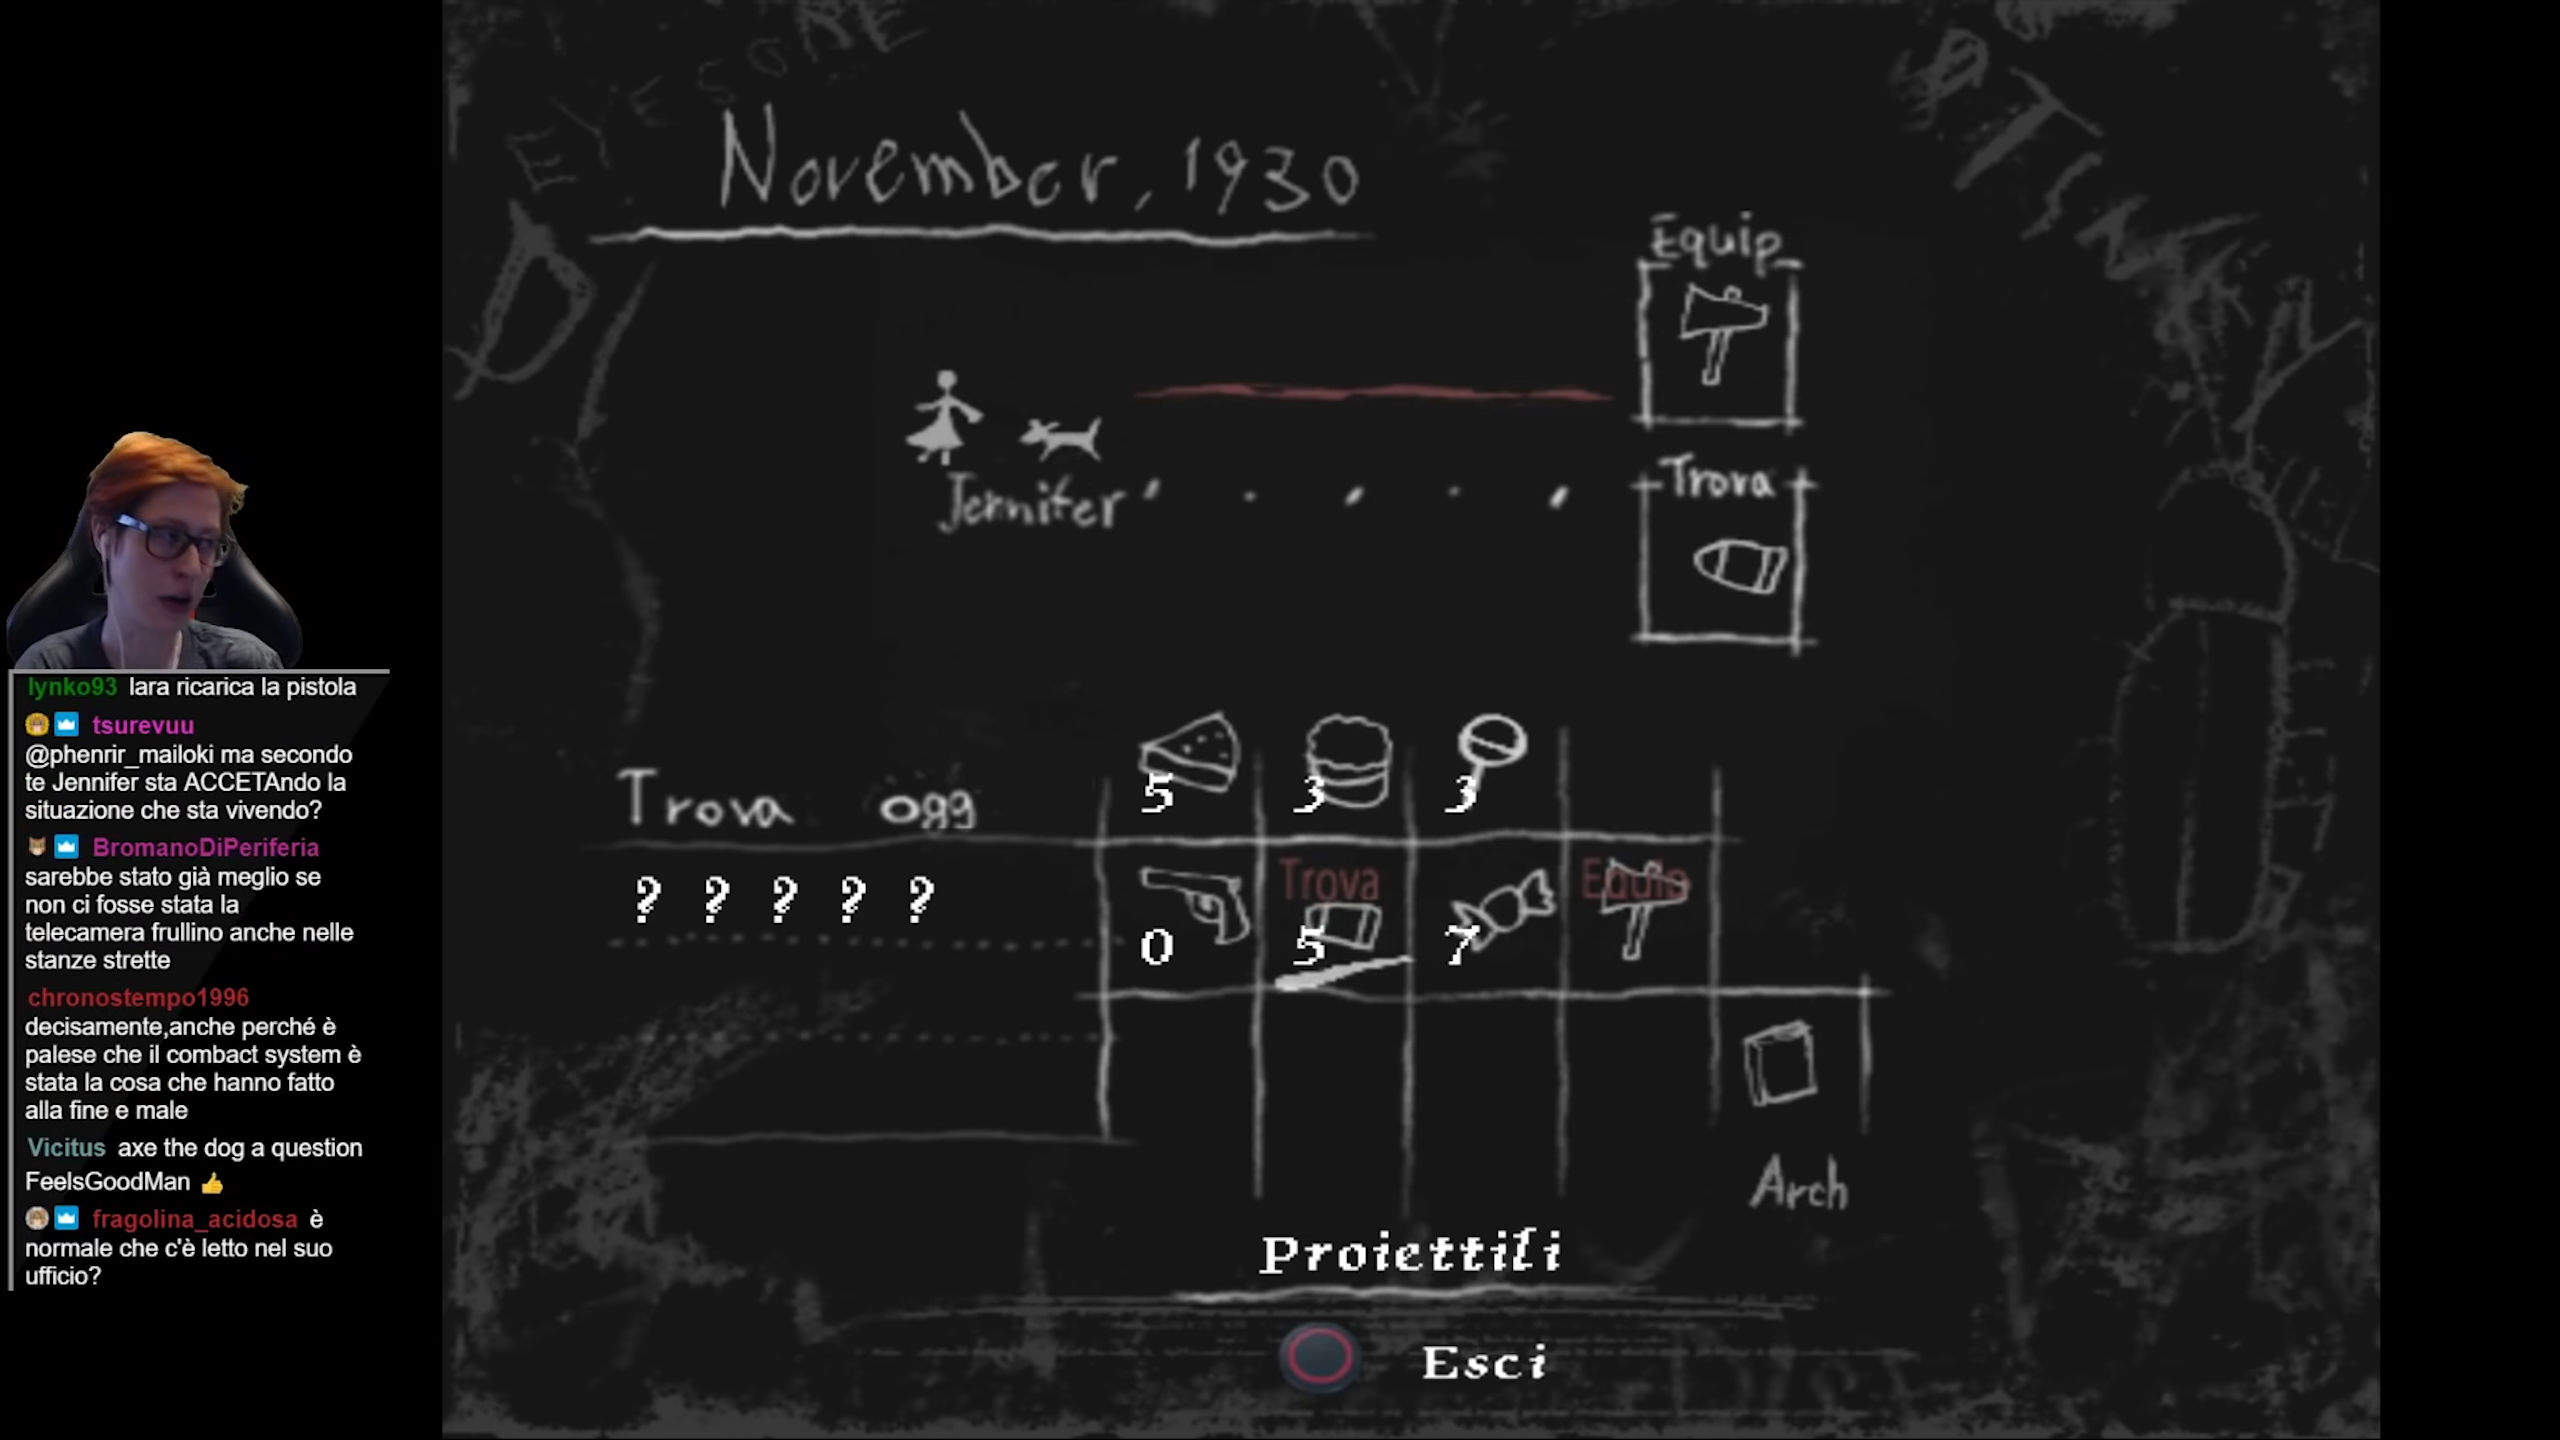 November, 1930
Equip
Trova
Jennifer
5 3 3
Trova ogg
? ? ? ? ?
Trova Equip
0 5 7
Arch
Proiettili
Esci
lynko93 lara ricarica la pistola
tsurevuu
@phenrir_mailoki ma secondo
te Jennifer sta ACCETAndo la
situazione che sta vivendo?
BromanoDiPeriferia
sarebbe stato già meglio se
non ci fosse stata la
telecamera frullino anche nelle
stanze strette
chronostempo1996
decisamente,anche perché è
palese che il combact system è
stata la cosa che hanno fatto
alla fine e male
Vicitus axe the dog a question
FeelsGoodMan 👍
fragolina_acidosa è
normale che c'è letto nel suo
ufficio?